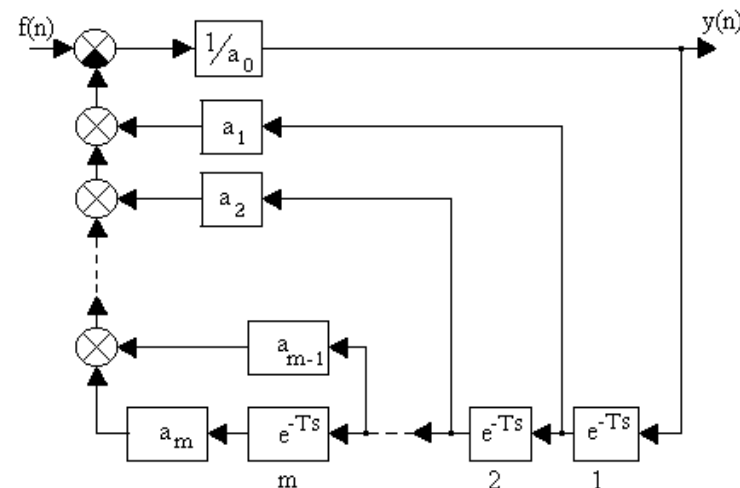 f(n) 1/a0 y(n)
a1
a2
am-1
am e-Ts e-Ts e-Ts
m 2 1